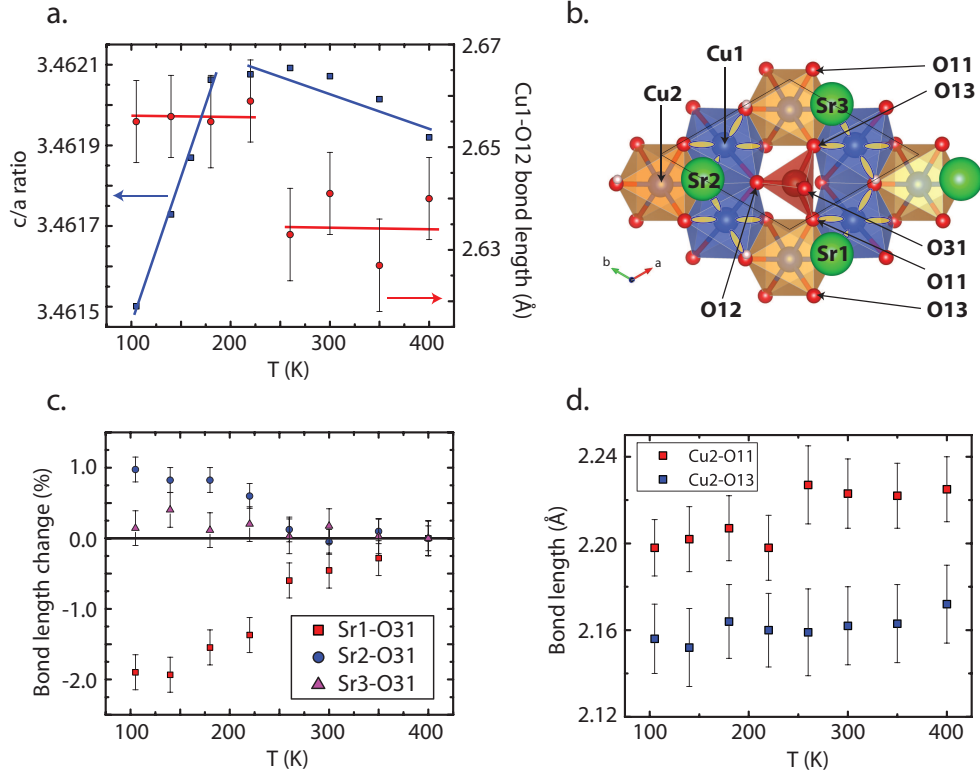 a.
c/a ratio
3.4621
3.4619
3.4617
3.4615
2.67
2.65
2.63
Cu1-O12 bond length (Å)
100
200
300
400
T (K)
b.
Cu1
Cu2
O11
O13
Sr3
Sr2
Sr1
O31
O11
O13
O12
b
a
c.
Bond length change (%)
1.0
0.0
-1.0
-2.0
Sr1-O31
Sr2-O31
Sr3-O31
100
200
300
400
T (K)
d.
Bond length (Å)
2.24
2.20
2.16
2.12
Cu2-O11
Cu2-O13
100
200
300
400
T (K)